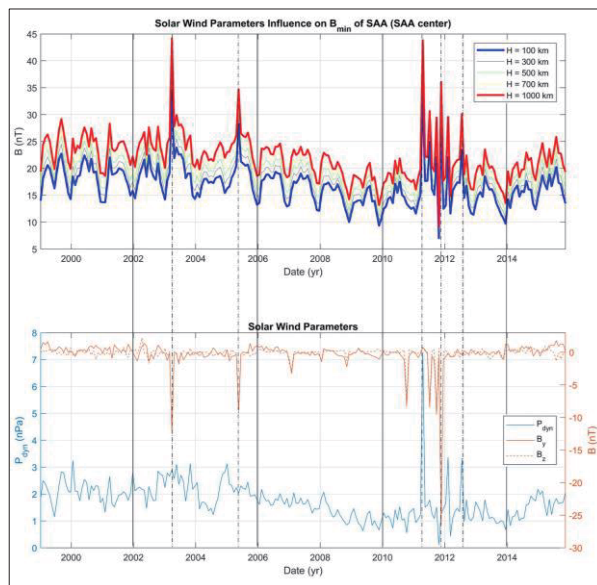 Solar Wind Parameters Influence on Bmin of SAA (SAA center)
45
40
35
30
25
20
15
10
5
B (nT)
H = 100 km
H = 300 km
H = 500 km
H = 700 km
H = 1000 km
2000 2002 2004 2006 2008 2010 2012 2014
Date (yr)
Solar Wind Parameters
8
7
6
5
4
3
2
1
0
Pdyn (nPa)
0
-5
-10
-15
-20
-25
-30
B (nT)
Pdyn
By
Bz
2000 2002 2004 2006 2008 2010 2012 2014
Date (yr)